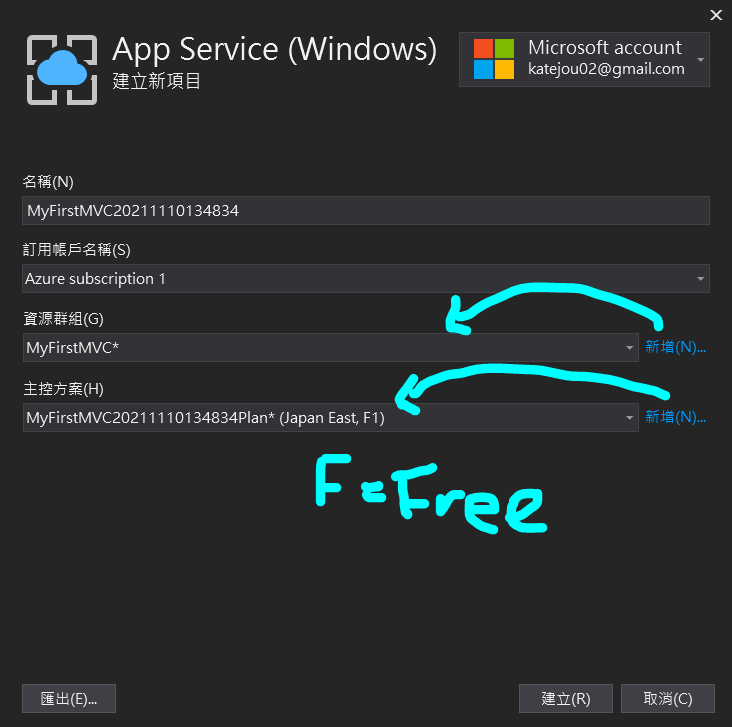 App Service (Windows)
建立新項目
Microsoft account
katejou02@gmail.com
名稱(N)
MyFirstMVC20211110134834
訂用帳戶名稱(S)
Azure subscription 1
資源群組(G)
MyFirstMVC*
新增(N)...
主控方案(H)
MyFirstMVC20211110134834Plan* (Japan East, F1)
新增(N)...
F=Free
匯出(E)...
建立(R)
取消(C)